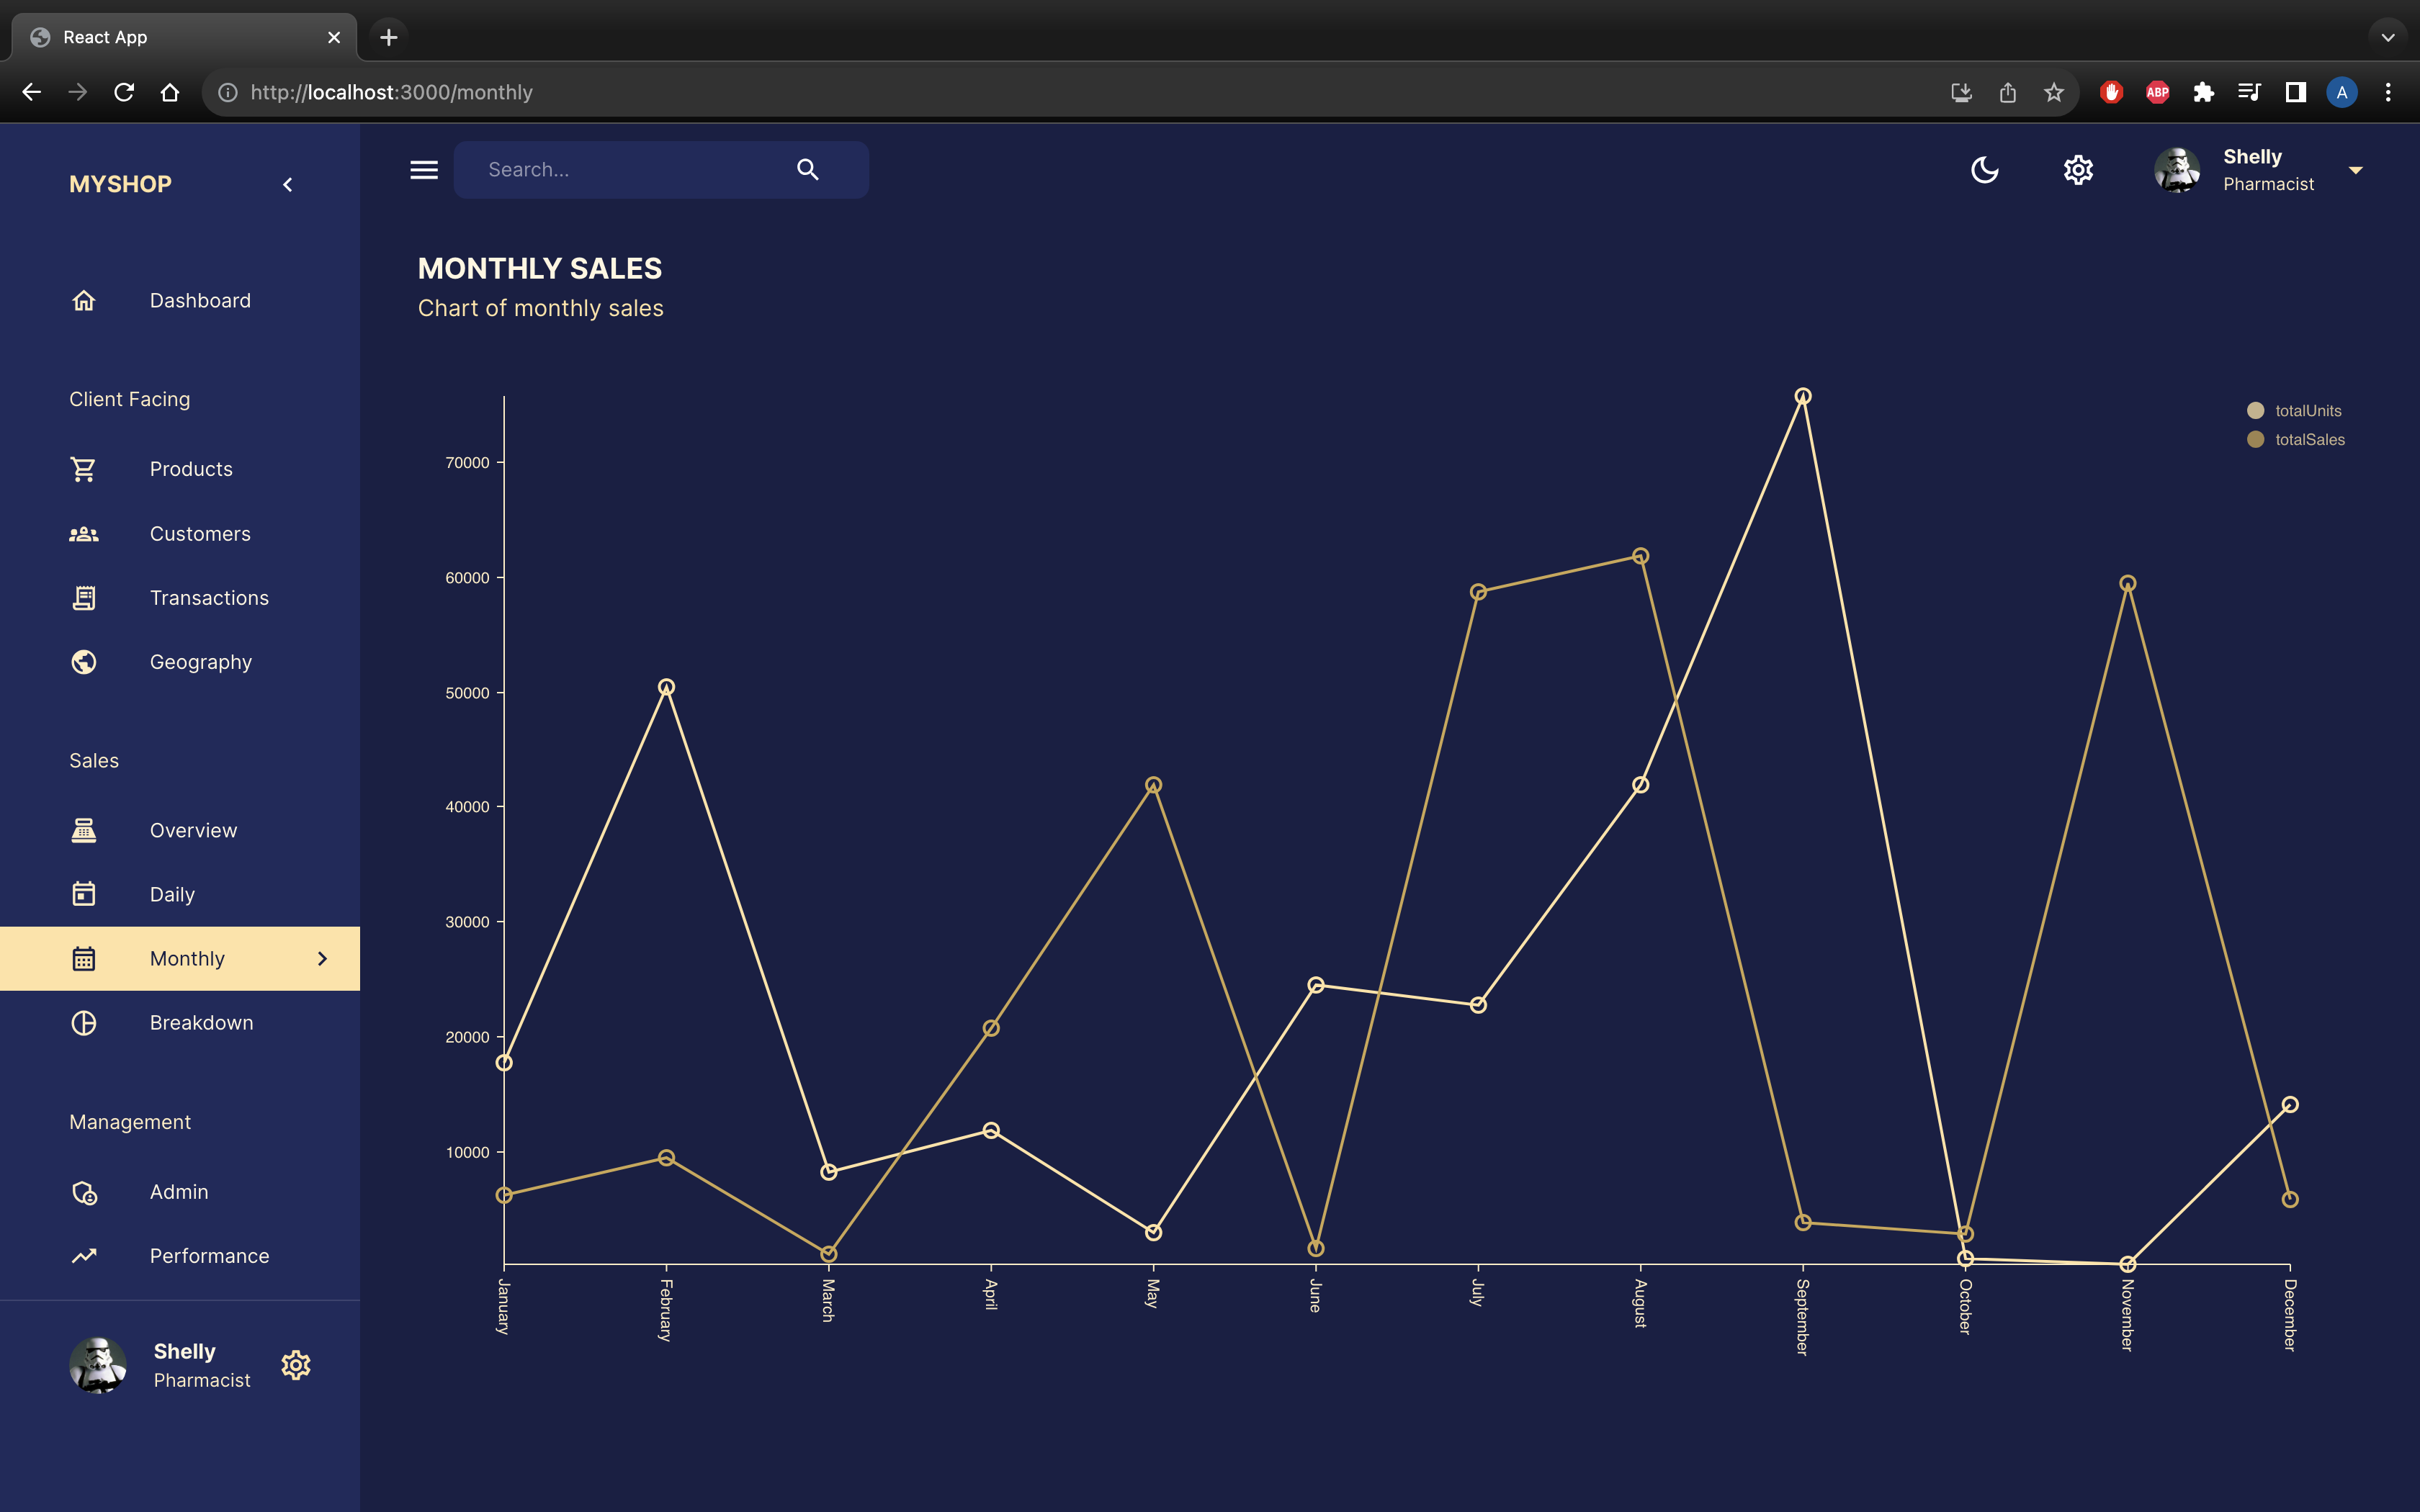 React App
http://localhost:3000/monthly
ABP
A
MYSHOP
Dashboard
Client Facing
Products
Customers
Transactions
Geography
Sales
Overview
Daily
Monthly
Breakdown
Management
Admin
Performance
Shelly
Pharmacist
Search...
Shelly
Pharmacist
MONTHLY SALES
Chart of monthly sales
totalUnits
totalSales
70000
60000
50000
40000
30000
20000
10000
January
February
March
April
May
June
July
August
September
October
November
December